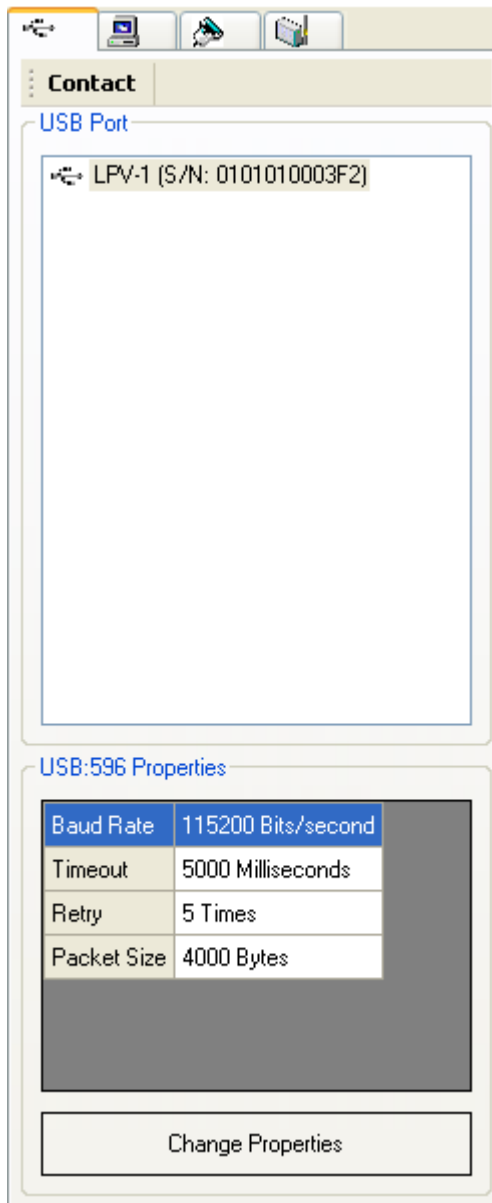 Contact
USB Port
LPV-1 (S/N: 0101010003F2)
USB:596 Properties
Baud Rate 115200 Bits/second
Timeout 5000 Milliseconds
Retry 5 Times
Packet Size 4000 Bytes
Change Properties